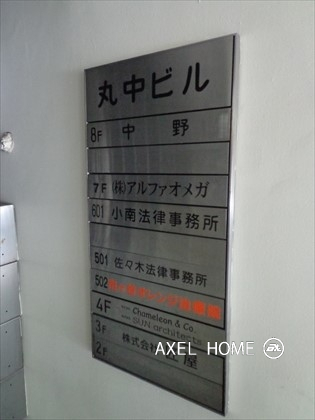 丸中ビル
8F 中野
7F (株)アルファオメガ
601 小南法律事務所
501 佐々木法律事務所
502
4F Chameleon & Co.
SUN architects
3F 株式会社
2F
AXEL HOME